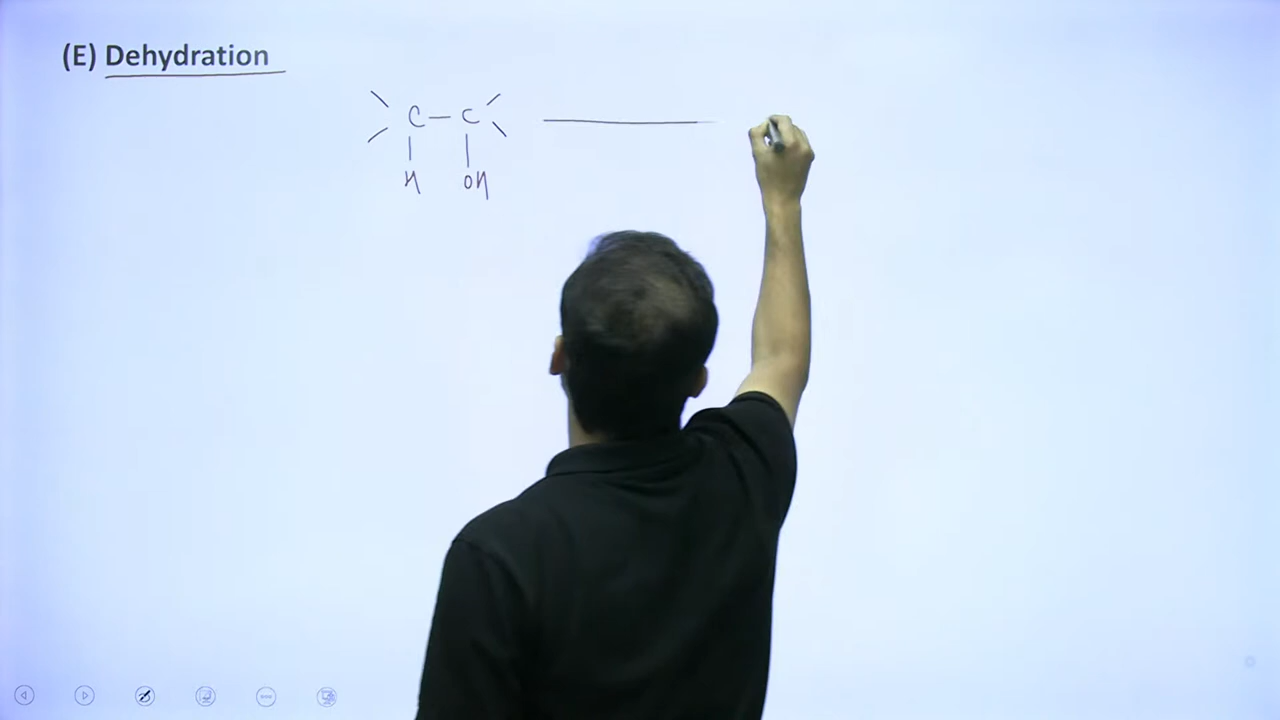 (E) Dehydration
C — C
H OH